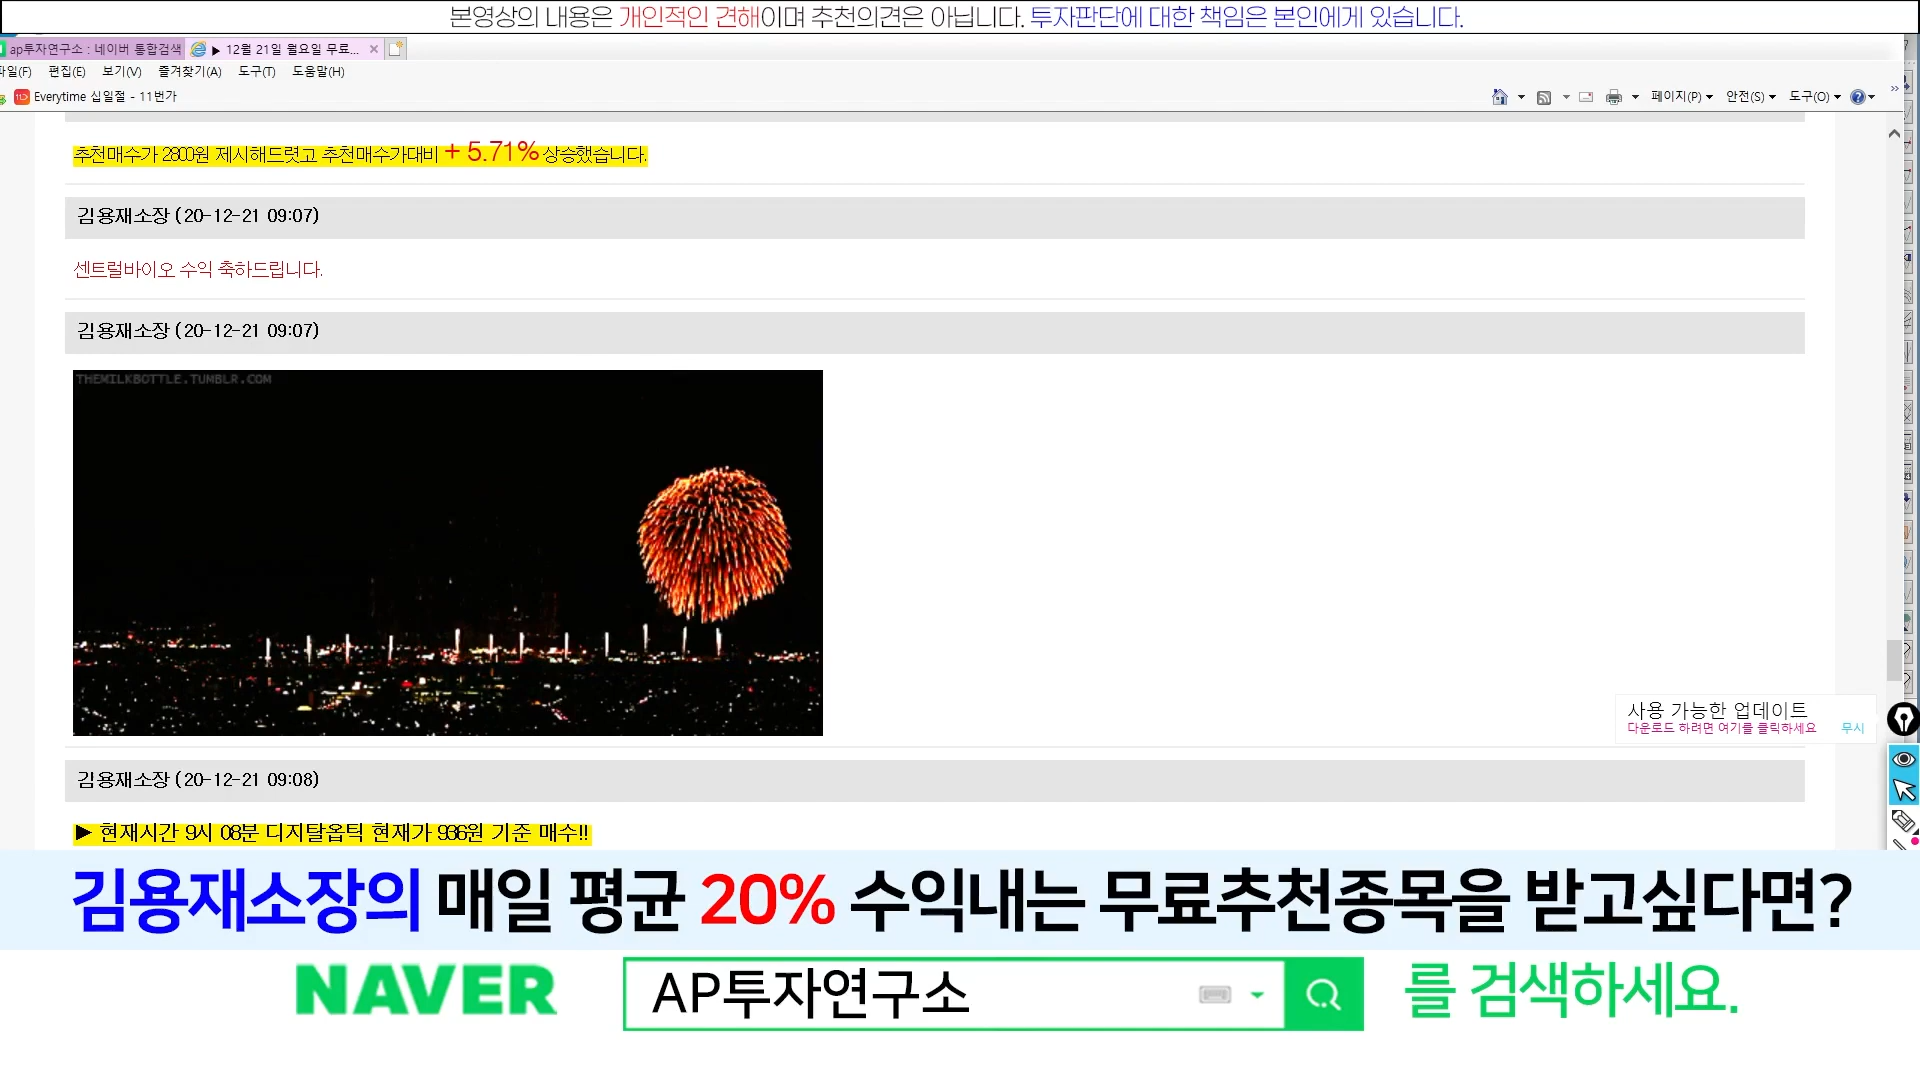 본영상의 내용은 개인적인 견해이며 추천의견은 아닙니다. 투자판단에 대한 책임은 본인에게 있습니다.
ap투자연구소 : 네이버 통합검색
▶ 12월 21일 월요일 무료...
파일(F) 편집(E) 보기(V) 즐겨찾기(A) 도구(T) 도움말(H)
Everytime 십일절 - 11번가
페이지(P) 안전(S) 도구(O)
추천매수가 2800원 제시해드렷고 추천매수가대비 + 5.71% 상승했습니다.
김용재소장 (20-12-21 09:07)
센트럴바이오 수익 축하드립니다.
김용재소장 (20-12-21 09:07)
THEMILKBOTTLE.TUMBLR.COM
사용 가능한 업데이트
다운로드 하려면 여기를 클릭하세요 무시
김용재소장 (20-12-21 09:08)
▶ 현재시간 9시 08분 디지탈옵틱 현재가 936원 기준 매수!!
김용재소장의 매일 평균 20% 수익내는 무료추천종목을 받고싶다면?
NAVER AP투자연구소 를 검색하세요.